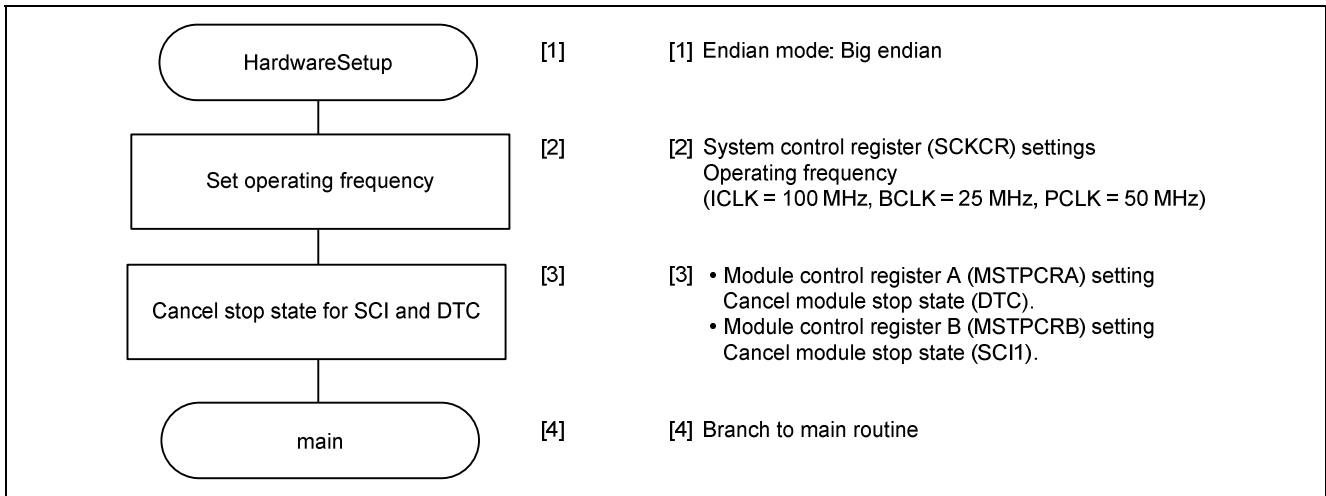 HardwareSetup [1] [1] Endian mode: Big endian
Set operating frequency [2] [2] System control register (SCKCR) settings
Operating frequency
(ICLK = 100 MHz, BCLK = 25 MHz, PCLK = 50 MHz)
Cancel stop state for SCI and DTC [3] [3] • Module control register A (MSTPCRA) setting
Cancel module stop state (DTC).
• Module control register B (MSTPCRB) setting
Cancel module stop state (SCI1).
main [4] [4] Branch to main routine